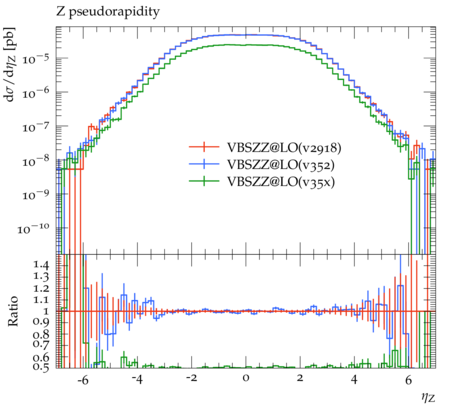 Z pseudorapidity
dσ/dηZ [pb]
10−5
10−6
10−7
10−8
10−9
10−10
VBSZZ@LO(v2918)
VBSZZ@LO(v352)
VBSZZ@LO(v35x)
Ratio
1.4
1.3
1.2
1.1
1
0.9
0.8
0.7
0.6
0.5
-6 -4 -2 0 2 4 6
ηZ